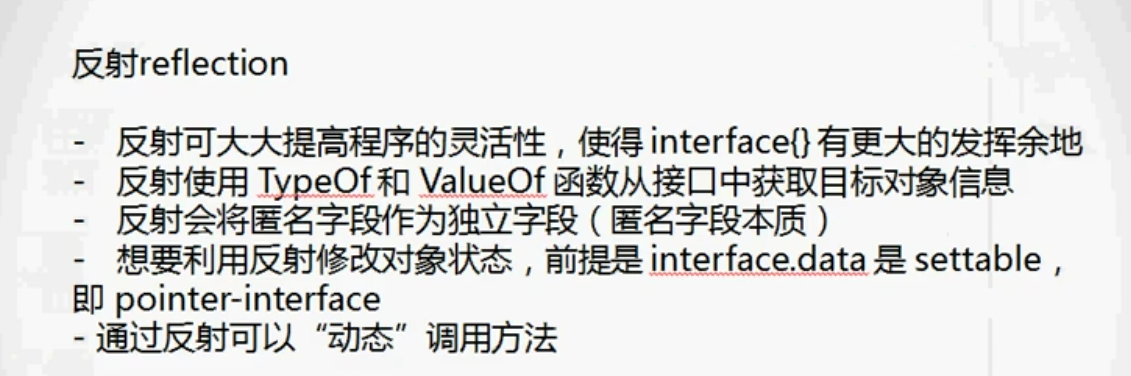 反射reflection
- 反射可大大提高程序的灵活性，使得 interface{} 有更大的发挥余地
- 反射使用 TypeOf 和 ValueOf 函数从接口中获取目标对象信息
- 反射会将匿名字段作为独立字段（匿名字段本质）
- 想要利用反射修改对象状态，前提是 interface.data 是 settable，
即 pointer-interface
- 通过反射可以“动态”调用方法